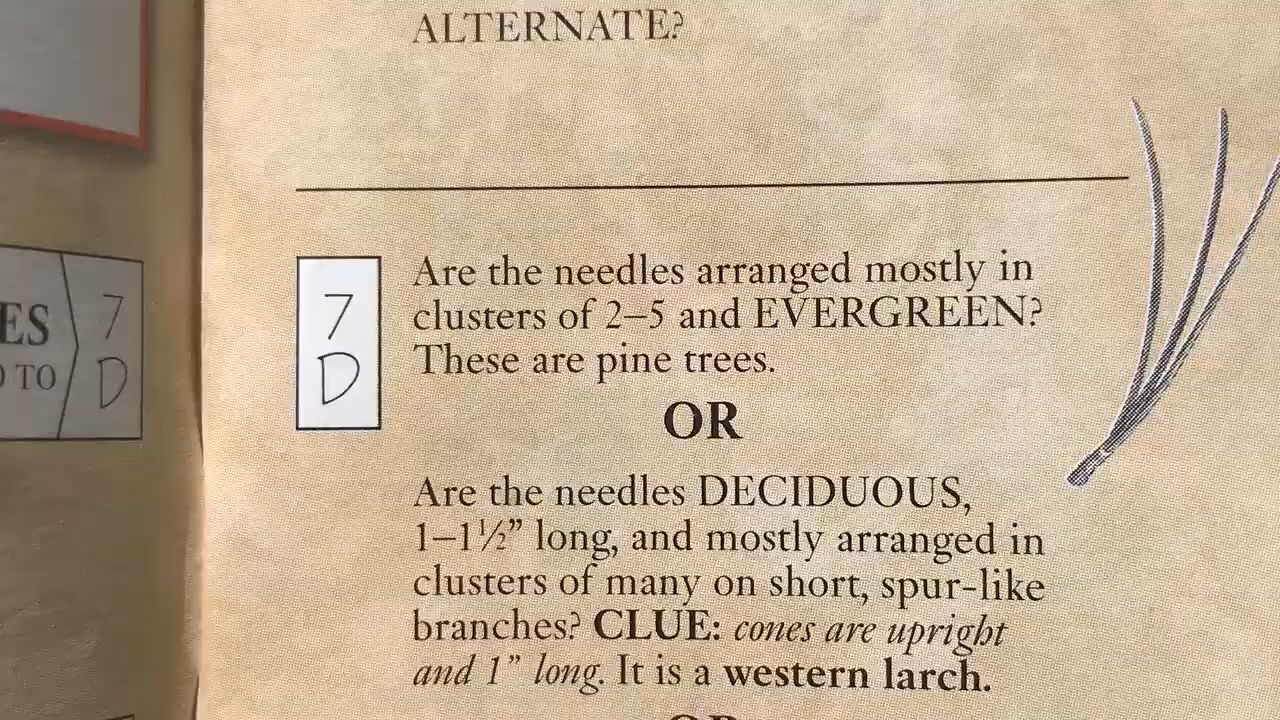 ALTERNATE?
ES 7
TO D
7
D
Are the needles arranged mostly in
clusters of 2–5 and EVERGREEN?
These are pine trees.
OR
Are the needles DECIDUOUS,
1–1½” long, and mostly arranged in
clusters of many on short, spur-like
branches? CLUE: cones are upright
and 1” long. It is a western larch.
OR